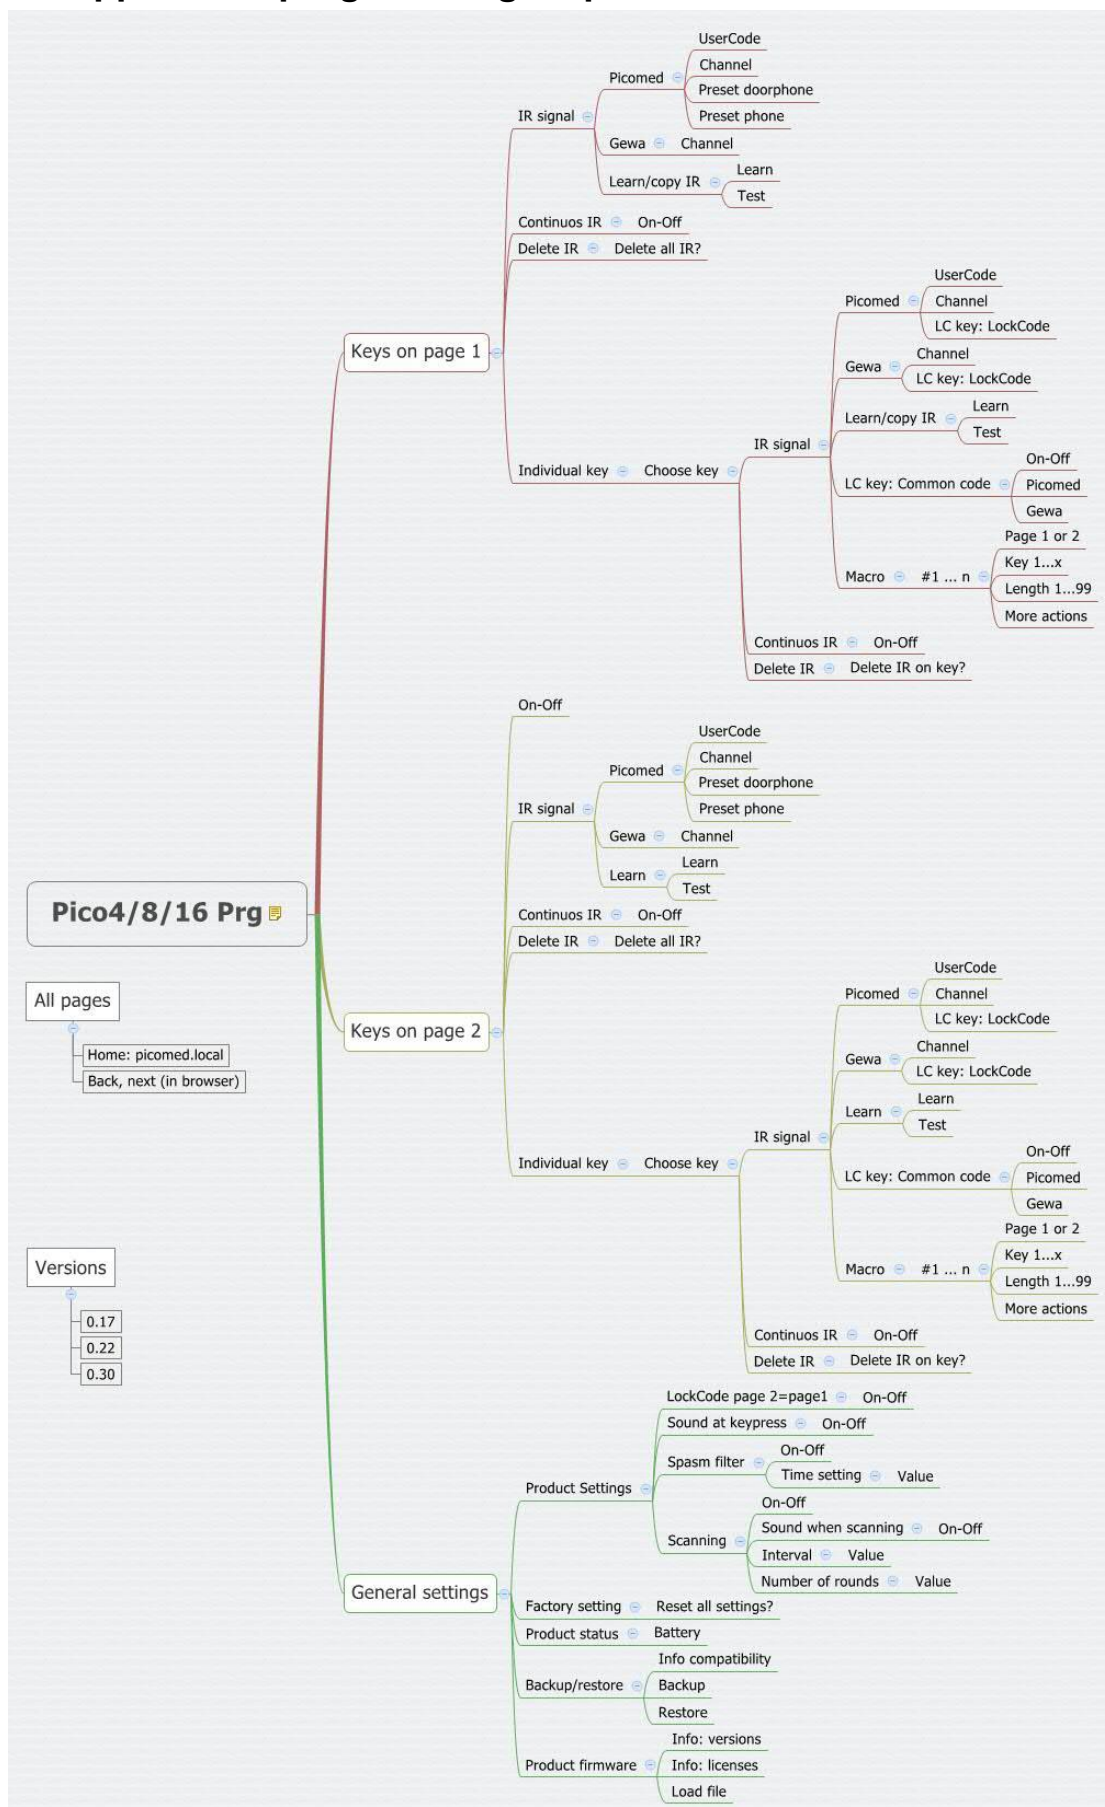 UserCode
Channel
Picomed
Preset doorphone
Preset phone
IR signal
Gewa
Channel
Learn
Learn/copy IR
Test
Continuos IR
On-Off
Delete IR
Delete all IR?
UserCode
Picomed
Channel
LC key: LockCode
Keys on page 1
Channel
Gewa
LC key: LockCode
Learn
Learn/copy IR
Test
IR signal
On-Off
Individual key
Choose key
LC key: Common code
Picomed
Gewa
Page 1 or 2
Key 1...x
Macro
#1 ... n
Length 1...99
More actions
Continuos IR
On-Off
Delete IR
Delete IR on key?
On-Off
UserCode
Channel
Picomed
Preset doorphone
IR signal
Preset phone
Gewa
Channel
Learn
Learn
Test
Pico4/8/16 Prg
Continuos IR
On-Off
Delete IR
Delete all IR?
UserCode
Picomed
Channel
LC key: LockCode
All pages
Home: picomed.local
Back, next (in browser)
Keys on page 2
Channel
Gewa
LC key: LockCode
Learn
Learn
Test
IR signal
On-Off
Individual key
Choose key
LC key: Common code
Picomed
Gewa
Page 1 or 2
Key 1...x
Macro
#1 ... n
Length 1...99
More actions
Versions
0.17
0.22
0.30
Continuos IR
On-Off
Delete IR
Delete IR on key?
LockCode page 2=page1
On-Off
Sound at keypress
On-Off
On-Off
Spasm filter
Time setting
Value
Product Settings
On-Off
Sound when scanning
On-Off
Scanning
Interval
Value
Number of rounds
Value
General settings
Factory setting
Reset all settings?
Product status
Battery
Info compatibility
Backup/restore
Backup
Restore
Info: versions
Product firmware
Info: licenses
Load file